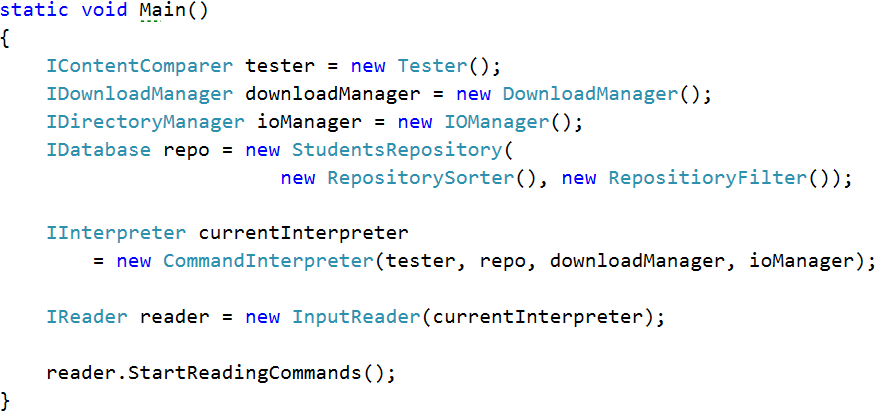 static void Main()
{
    IContentComparer tester = new Tester();
    IDownloadManager downloadManager = new DownloadManager();
    IDirectoryManager ioManager = new IOManager();
    IDatabase repo = new StudentsRepository(
                        new RepositorySorter(), new RepositioryFilter());
    IInterpreter currentInterpreter
        = new CommandInterpreter(tester, repo, downloadManager, ioManager);
    IReader reader = new InputReader(currentInterpreter);
    reader.StartReadingCommands();
}